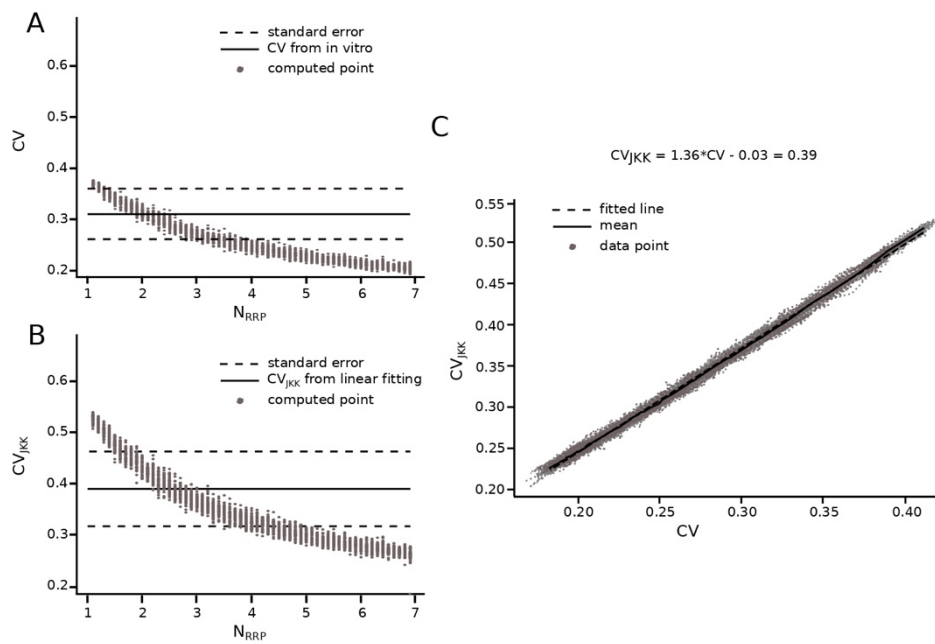 A
standard error
CV from in vitro
computed point
CV
0.6
0.5
0.4
0.3
0.2
1 2 3 4 5 6 7
NRRP
B
standard error
CVJKK from linear fitting
computed point
CVJKK
0.6
0.5
0.4
0.3
0.2
1 2 3 4 5 6 7
NRRP
C
CVJKK = 1.36*CV - 0.03 = 0.39
fitted line
mean
data point
CVJKK
0.55
0.50
0.45
0.40
0.35
0.30
0.25
0.20
0.20 0.25 0.30 0.35 0.40
CV